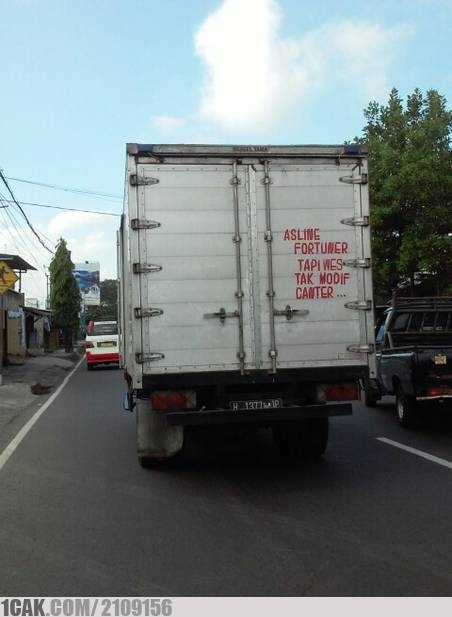 ASLINE
FORTUNER
TAPI WES
TAK MODIF
CANTER...
1CAK.COM/2109156